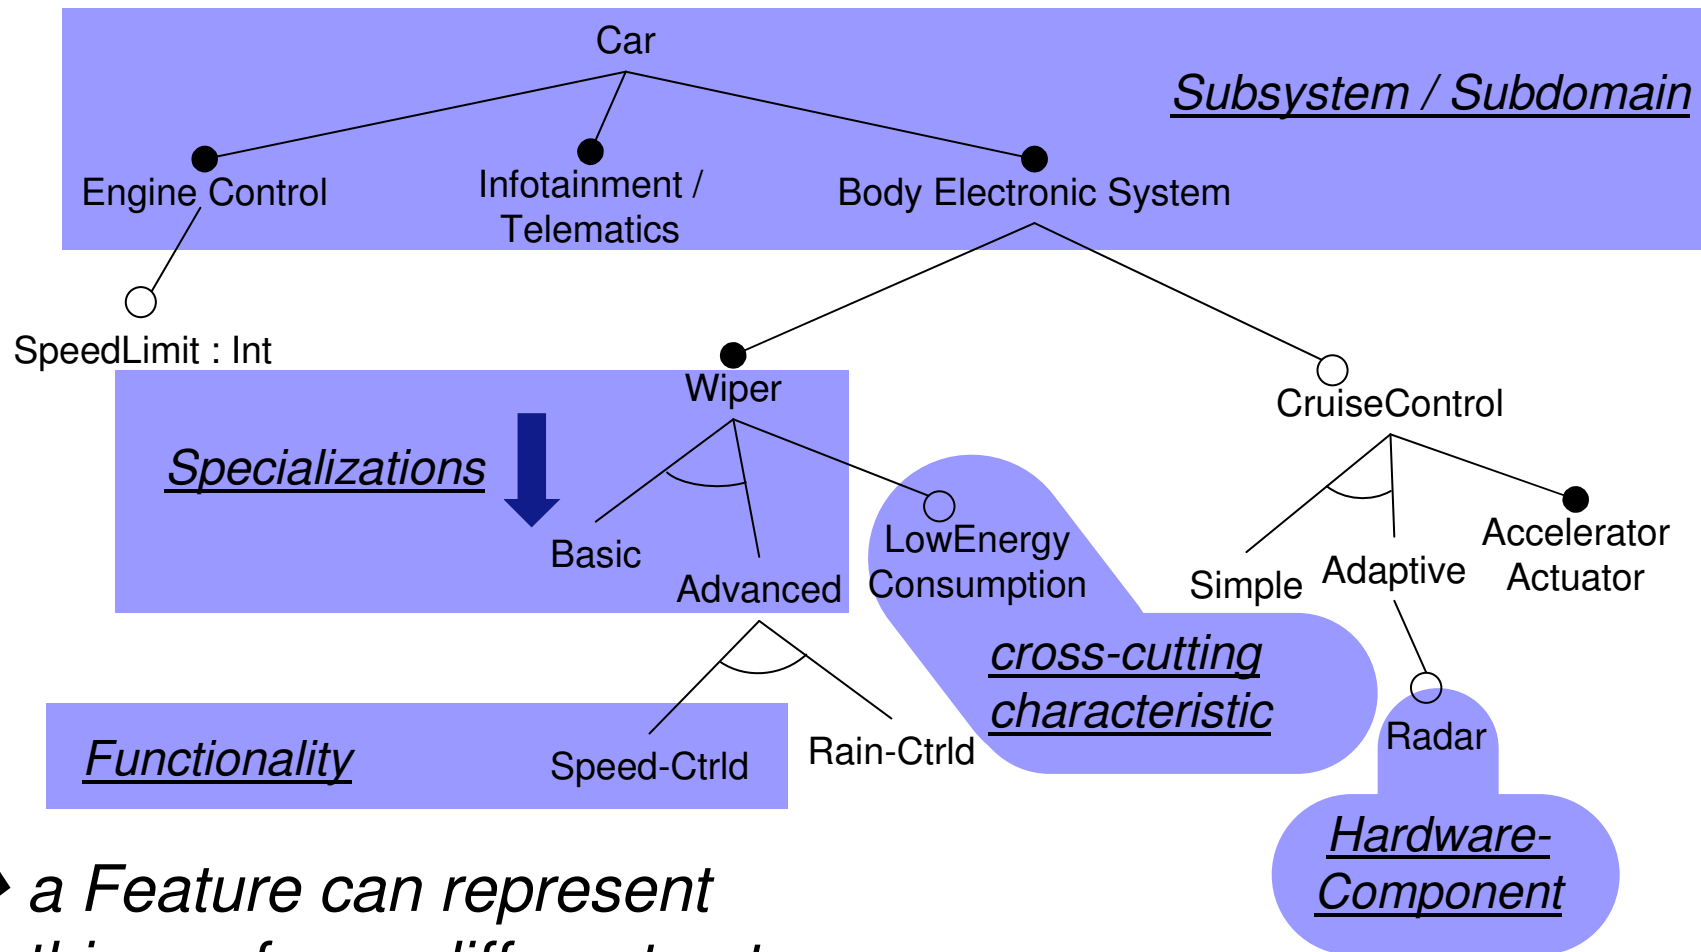 Car
Subsystem / Subdomain
Engine Control
Infotainment /
Telematics
Body Electronic System
SpeedLimit : Int
Wiper
CruiseControl
Specializations
Basic
Advanced
LowEnergy
Consumption
Simple
Adaptive
Accelerator
Actuator
cross-cutting
characteristic
Functionality
Speed-Ctrld
Rain-Ctrld
Radar
Hardware-
Component
a Feature can represent